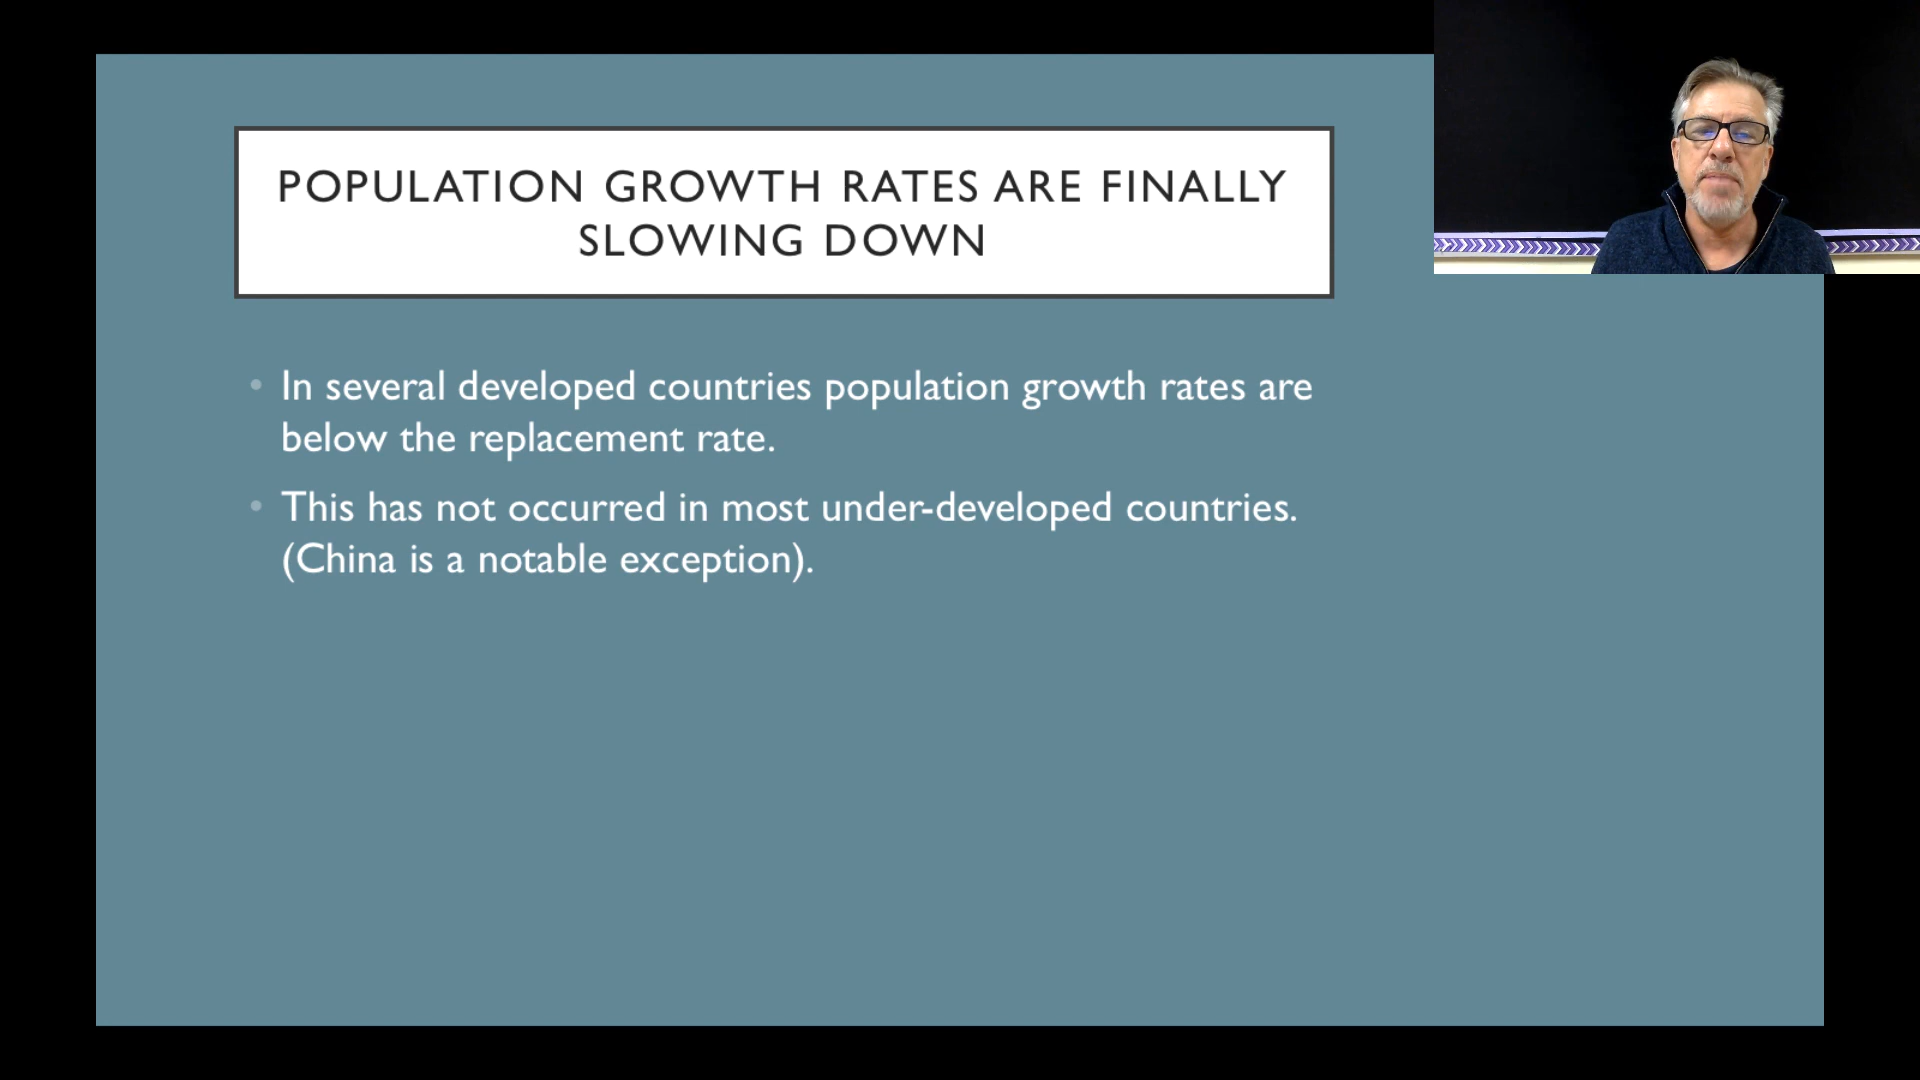 POPULATION GROWTH RATES ARE FINALLY
SLOWING DOWN
• In several developed countries population growth rates are
below the replacement rate.
• This has not occurred in most under-developed countries.
(China is a notable exception).